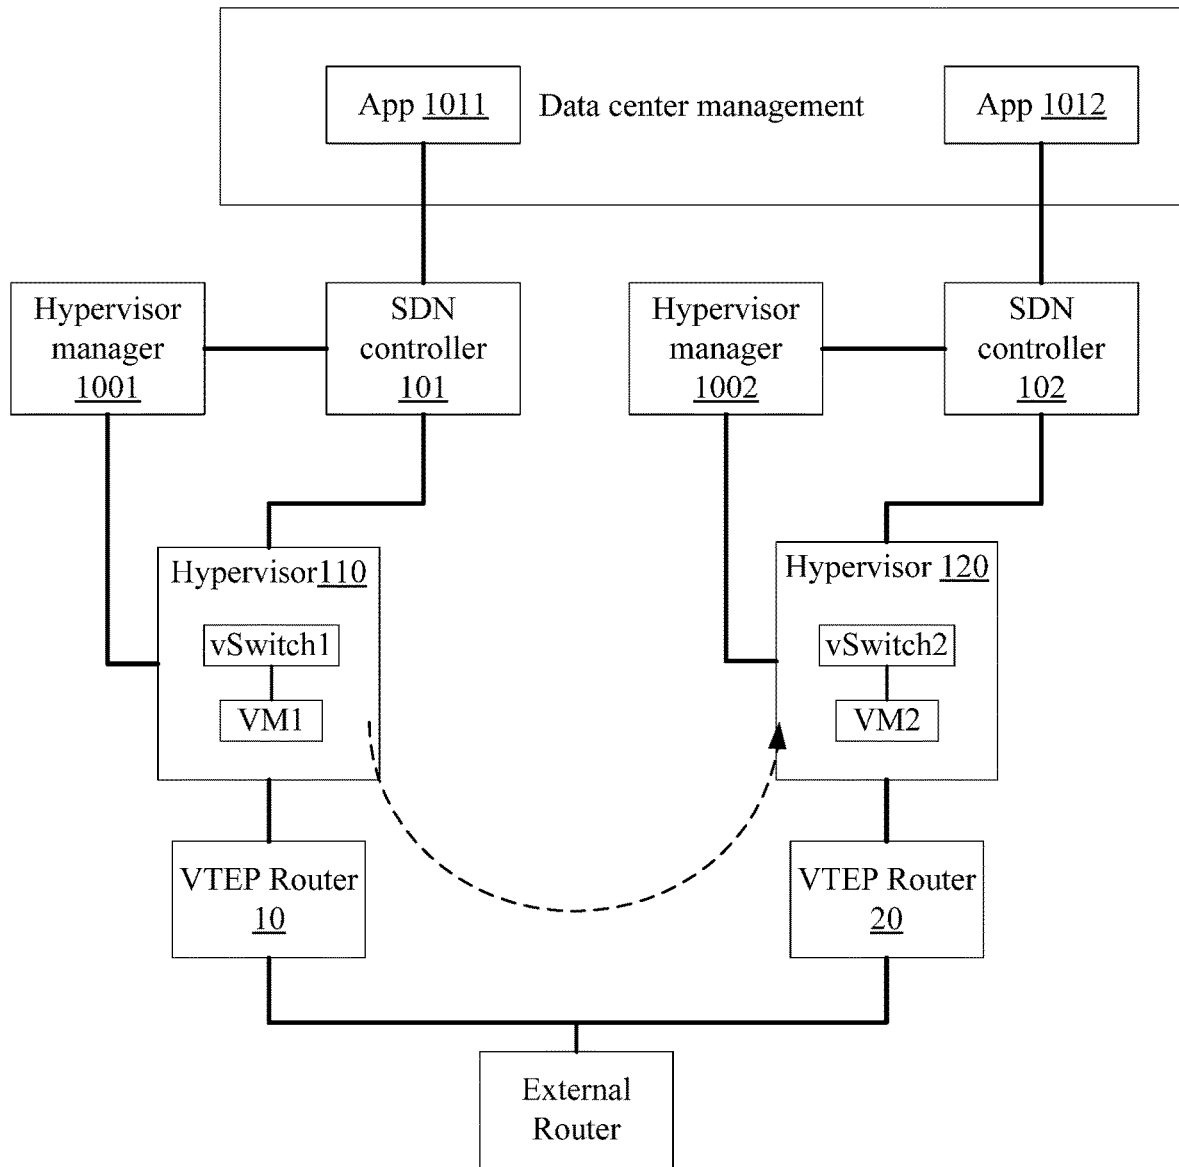 App 1011
Data center management
App 1012
Hypervisor
manager
1001
SDN
controller
101
Hypervisor
manager
1002
SDN
controller
102
Hypervisor110
vSwitch1
VM1
Hypervisor 120
vSwitch2
VM2
VTEP Router
10
VTEP Router
20
External
Router